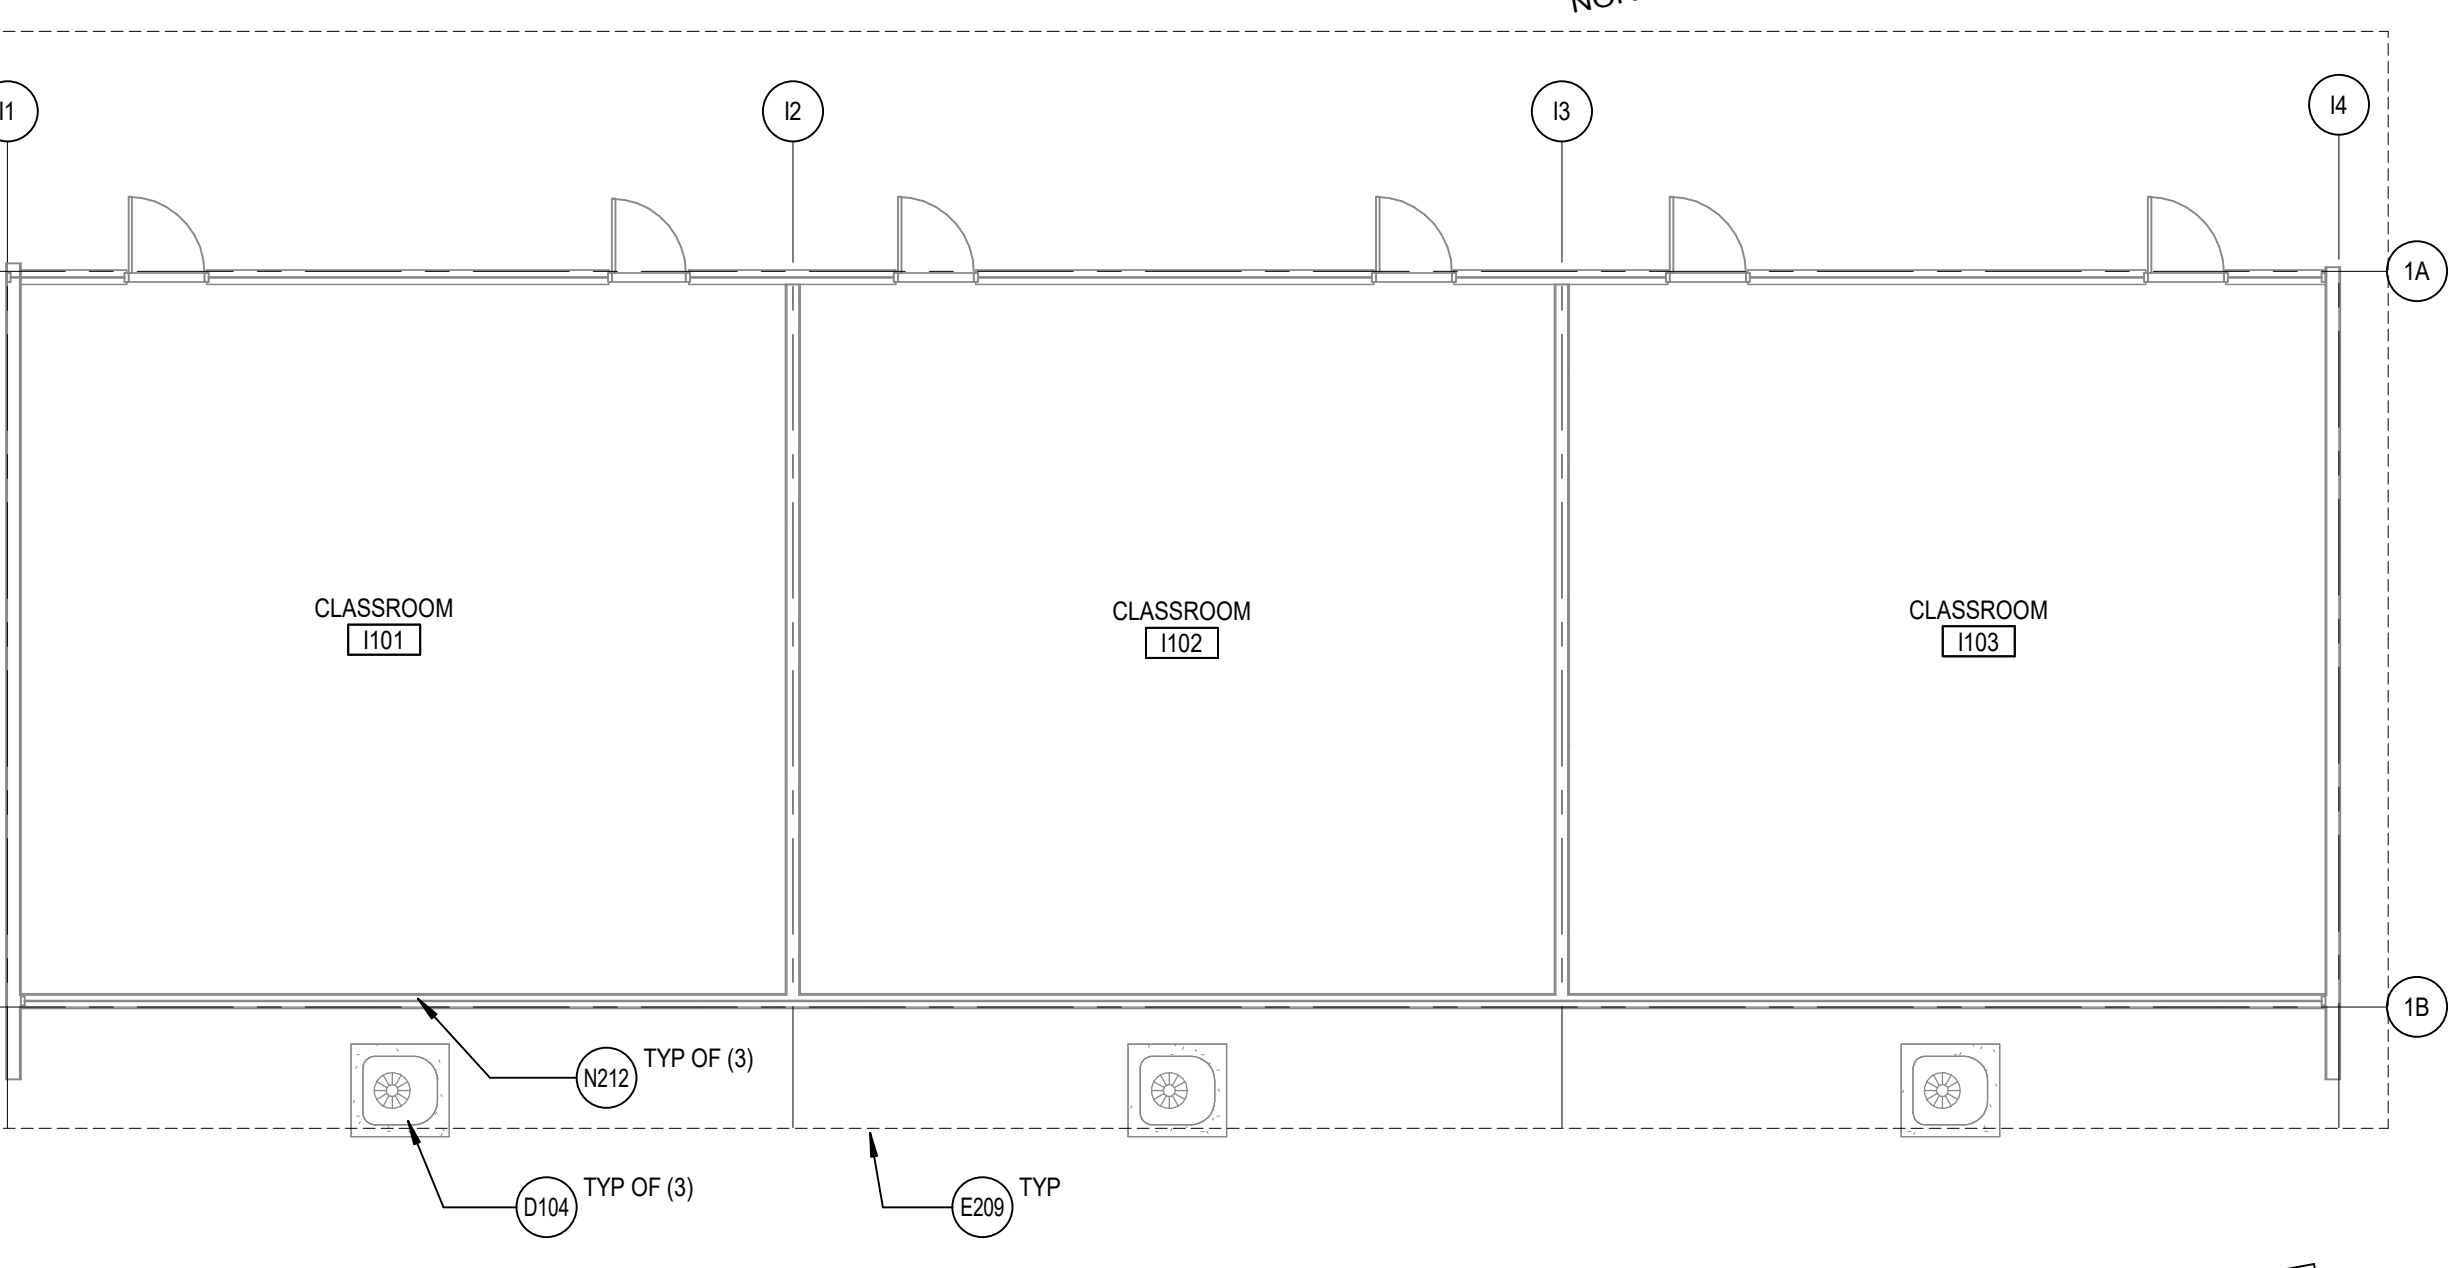 I1
I2
I3
I4
1A
CLASSROOM
I101
CLASSROOM
I102
CLASSROOM
I103
1B
N212
TYP OF (3)
D104
TYP OF (3)
E209
TYP